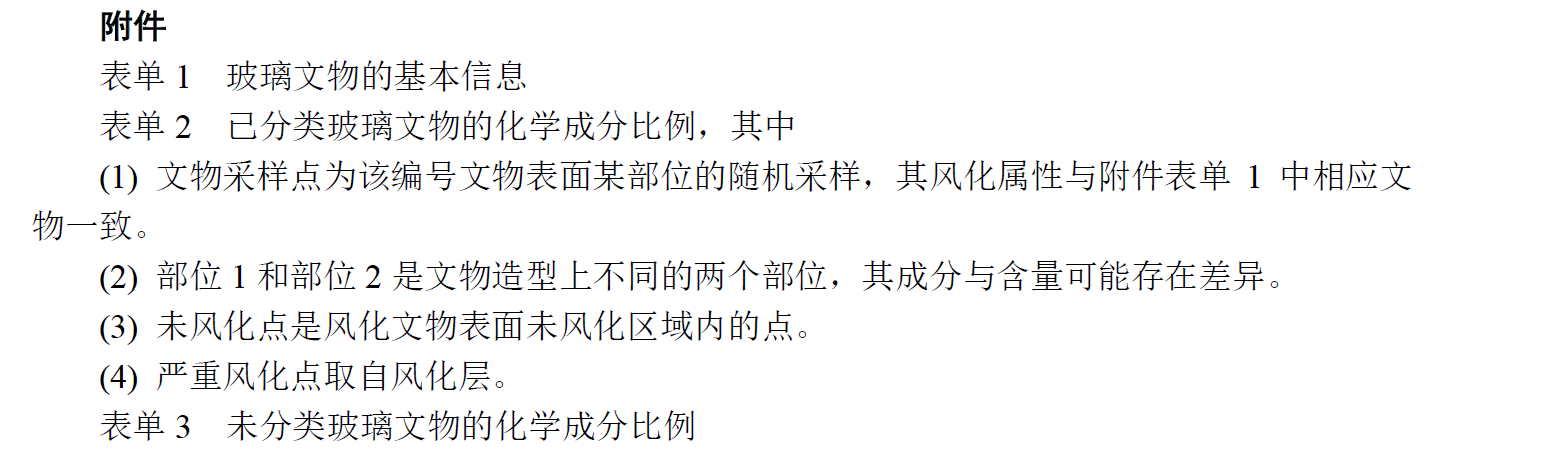 附件
表单 1 玻璃文物的基本信息
表单 2 已分类玻璃文物的化学成分比例，其中
(1) 文物采样点为该编号文物表面某部位的随机采样，其风化属性与附件表单 1 中相应文
物一致。
(2) 部位 1 和部位 2 是文物造型上不同的两个部位，其成分与含量可能存在差异。
(3) 未风化点是风化文物表面未风化区域内的点。
(4) 严重风化点取自风化层。
表单 3 未分类玻璃文物的化学成分比例